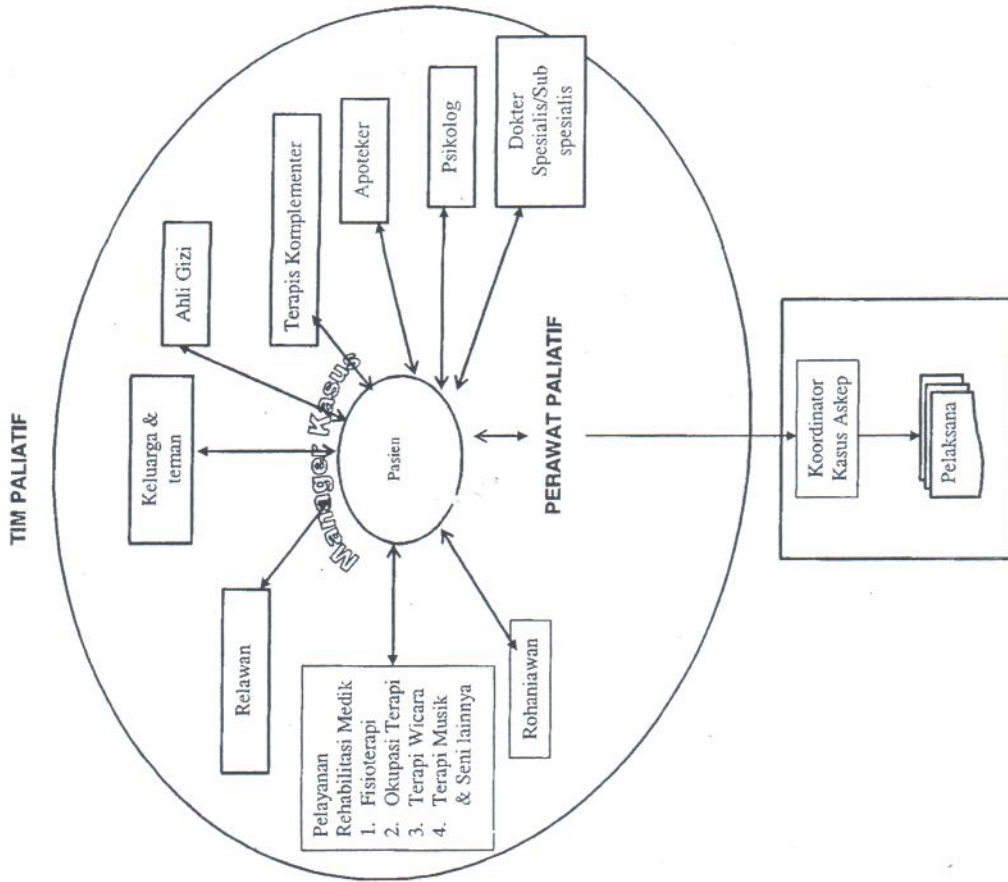 TIM PALIATIF
Keluarga &
teman
Ahli Gizi
Relawan
Terapis Komplementer
Manager Kasus
Apoteker
Pasien
Pelayanan
Rehabilitasi Medik
1. Fisioterapi
2. Okupasi Terapi
3. Terapi Wicara
4. Terapi Musik
& Seni lainnya
Psikolog
Rohaniawan
Dokter
Spesialis/Sub
spesialis
PERAWAT PALIATIF
Koordinator
Kasus Askep
Pelaksana